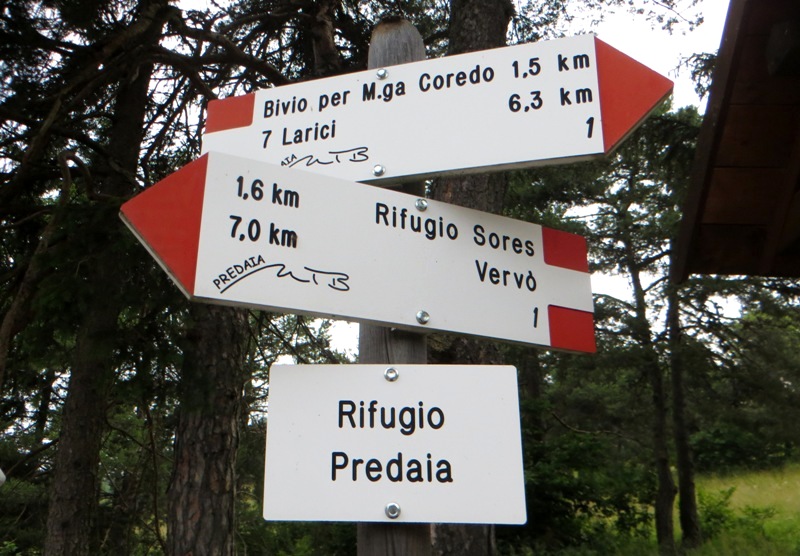 Bivio per M.ga Coredo 1,5 km
7 Larici 6,3 km
1
MTB
1,6 km Rifugio Sores
7,0 km Vervò
PREDAIA MTB 1
Rifugio
Predaia